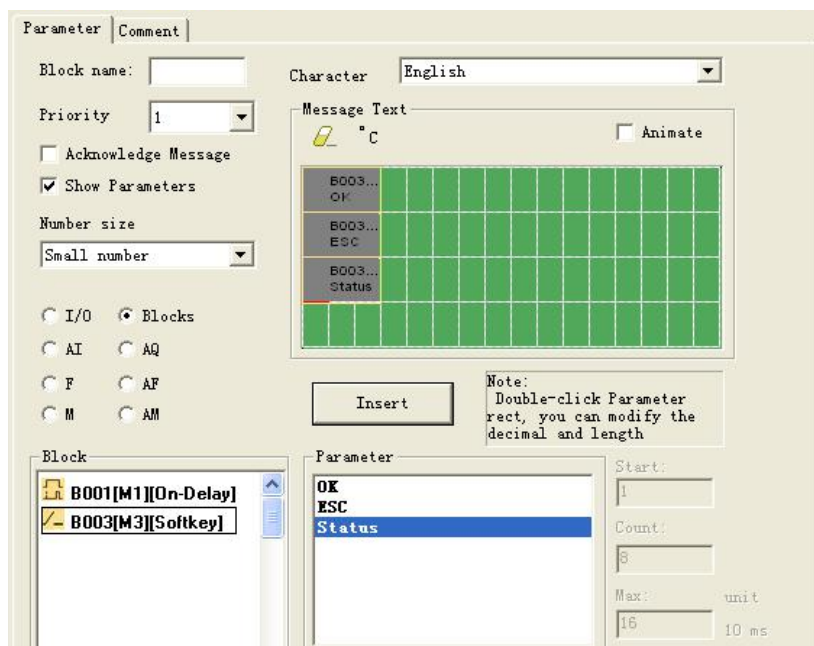 Parameter Comment
Block name:
Character English
Priority 1
Message Text
°C
Animate
Acknowledge Message
Show Parameters
B003...
OK
B003...
ESC
B003...
Status
Number size
Small number
I/O Blocks
AI AQ
F AF
M AM
Insert
Note:
Double-click Parameter
rect, you can modify the
decimal and length
Block
B001[M1][On-Delay]
B003[M3][Softkey]
Parameter
OK
ESC
Status
Start:
1
Count:
8
Max: unit
16 10 ms